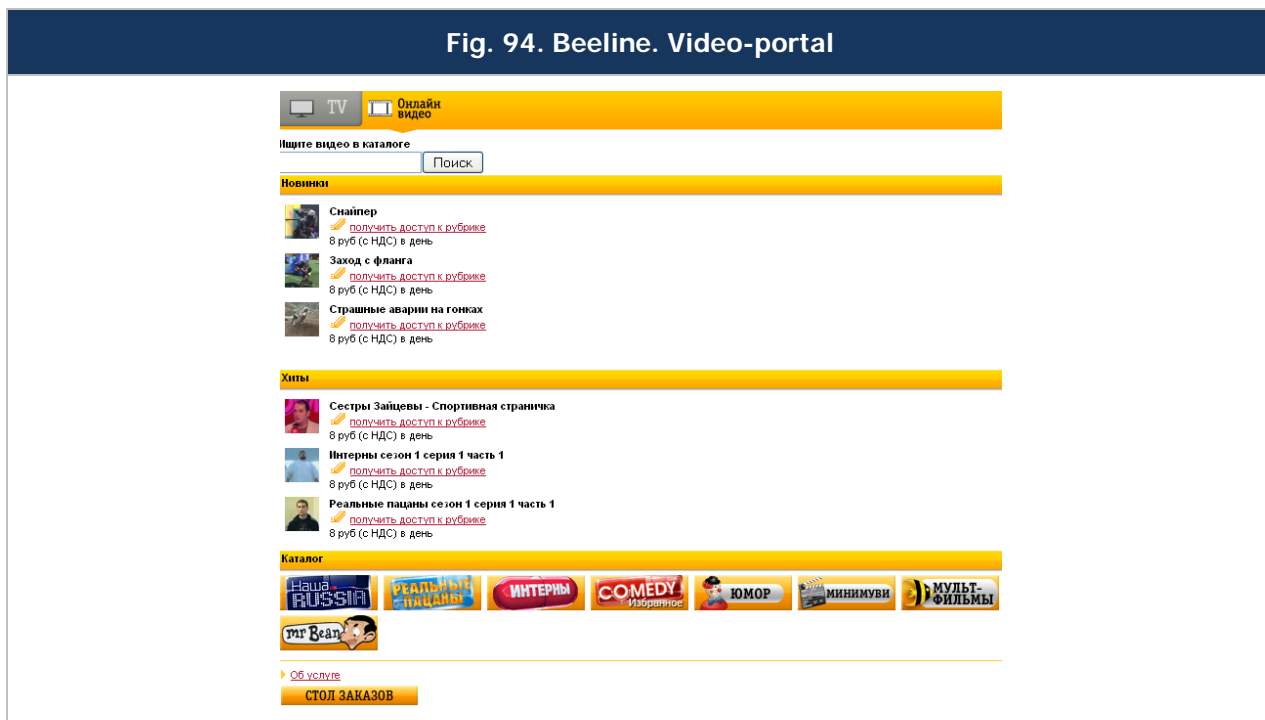 Fig. 94. Beeline. Video-portal
TV
Онлайн
видео
Ищите видео в каталоге
Поиск
Новинки
Снайпер
получить доступ к рубрике
8 руб (с НДС) в день
Заход с фланга
получить доступ к рубрике
8 руб (с НДС) в день
Страшные аварии на гонках
получить доступ к рубрике
8 руб (с НДС) в день
Хиты
Сестры Зайцевы - Спортивная страничка
получить доступ к рубрике
8 руб (с НДС) в день
Интерны сезон 1 серия 1 часть 1
получить доступ к рубрике
8 руб (с НДС) в день
Реальные пацаны сезон 1 серия 1 часть 1
получить доступ к рубрике
8 руб (с НДС) в день
Каталог
Наша RUSSIA
РЕАЛЬНЫЕ ПАЦАНЫ
ИНТЕРНЫ
COMEDY Избранное
ЮМОР
МИНИМУВИ
МУЛЬТ-
ФИЛЬМЫ
mr Bean
Об услуге
СТОЛ ЗАКАЗОВ